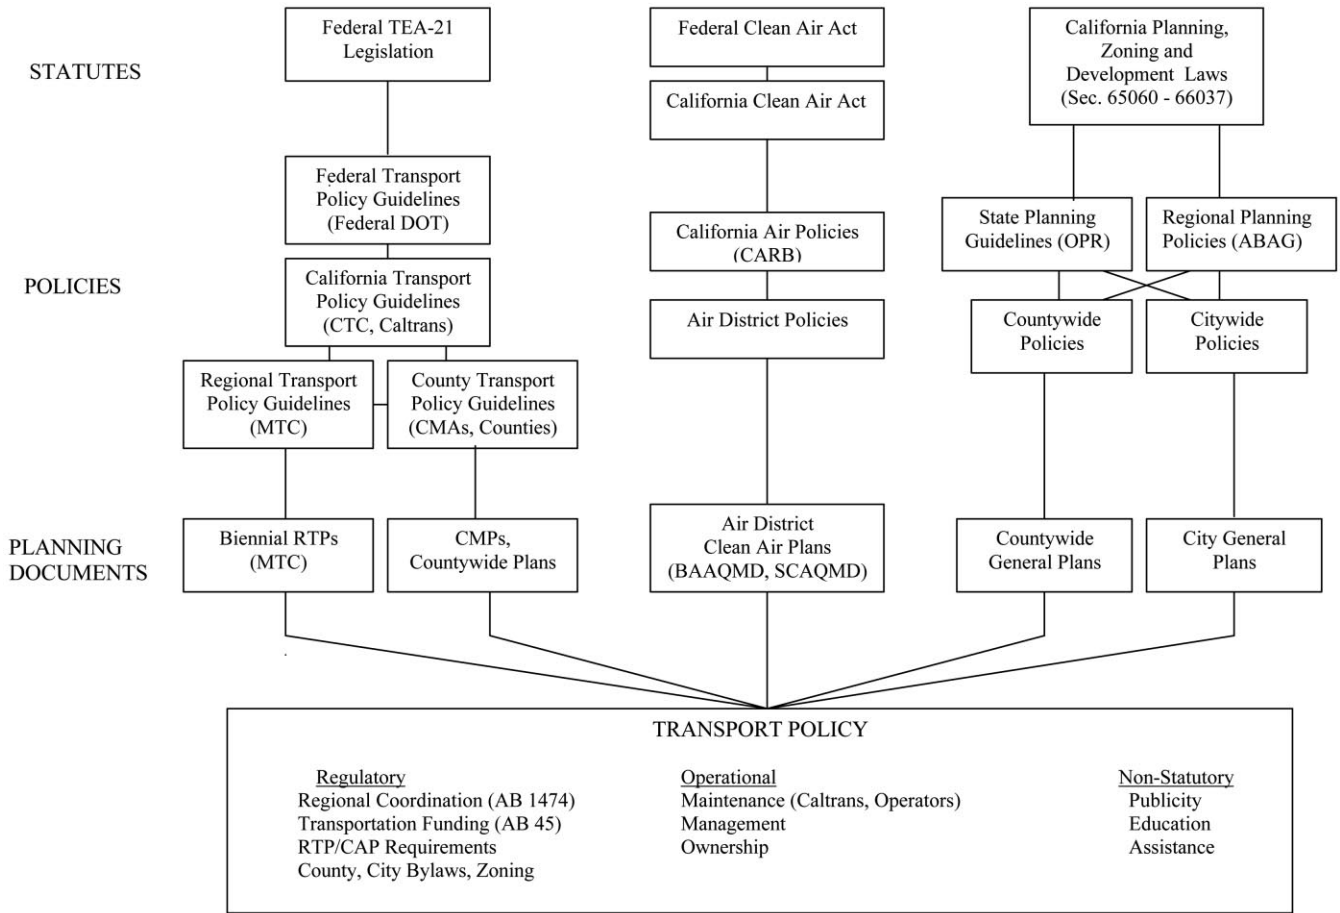 STATUTES
Federal TEA-21
Legislation
Federal Clean Air Act
California Clean Air Act
California Planning,
Zoning and
Development Laws
(Sec. 65060 - 66037)
POLICIES
Federal Transport
Policy Guidelines
(Federal DOT)
California Transport
Policy Guidelines
(CTC, Caltrans)
Regional Transport
Policy Guidelines
(MTC)
County Transport
Policy Guidelines
(CMAs, Counties)
California Air Policies
(CARB)
Air District Policies
State Planning
Guidelines (OPR)
Regional Planning
Policies (ABAG)
Countywide
Policies
Citywide
Policies
PLANNING
DOCUMENTS
Biennial RTPs
(MTC)
CMPs,
Countywide Plans
Air District
Clean Air Plans
(BAAQMD, SCAQMD)
Countywide
General Plans
City General
Plans
TRANSPORT POLICY
Regulatory
Regional Coordination (AB 1474)
Transportation Funding (AB 45)
RTP/CAP Requirements
County, City Bylaws, Zoning
Operational
Maintenance (Caltrans, Operators)
Management
Ownership
Non-Statutory
Publicity
Education
Assistance